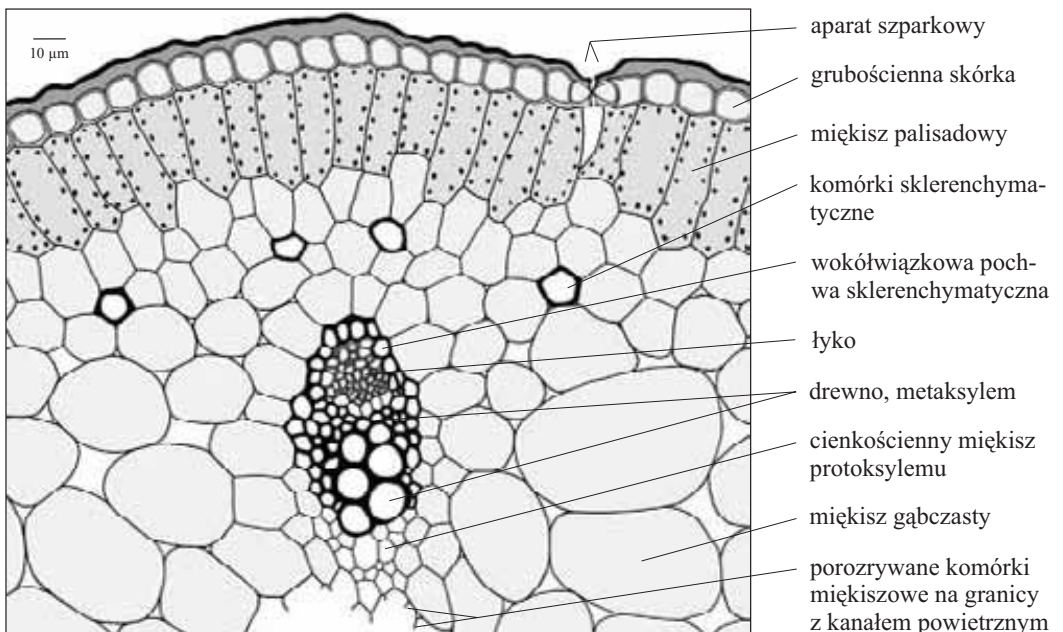 10 µm
aparat szparkowy
grubościenna skórka
miękisz palisadowy
komórki sklerenchyma-
tyczne
wokółwiązkowa poch-
wa sklerenchymatyczna
łyko
drewno, metaksylem
cienkościenny miękisz
protoksylemu
miękisz gąbczasty
porozrywane komórki
miękiszowe na granicy
z kanałem powietrznym